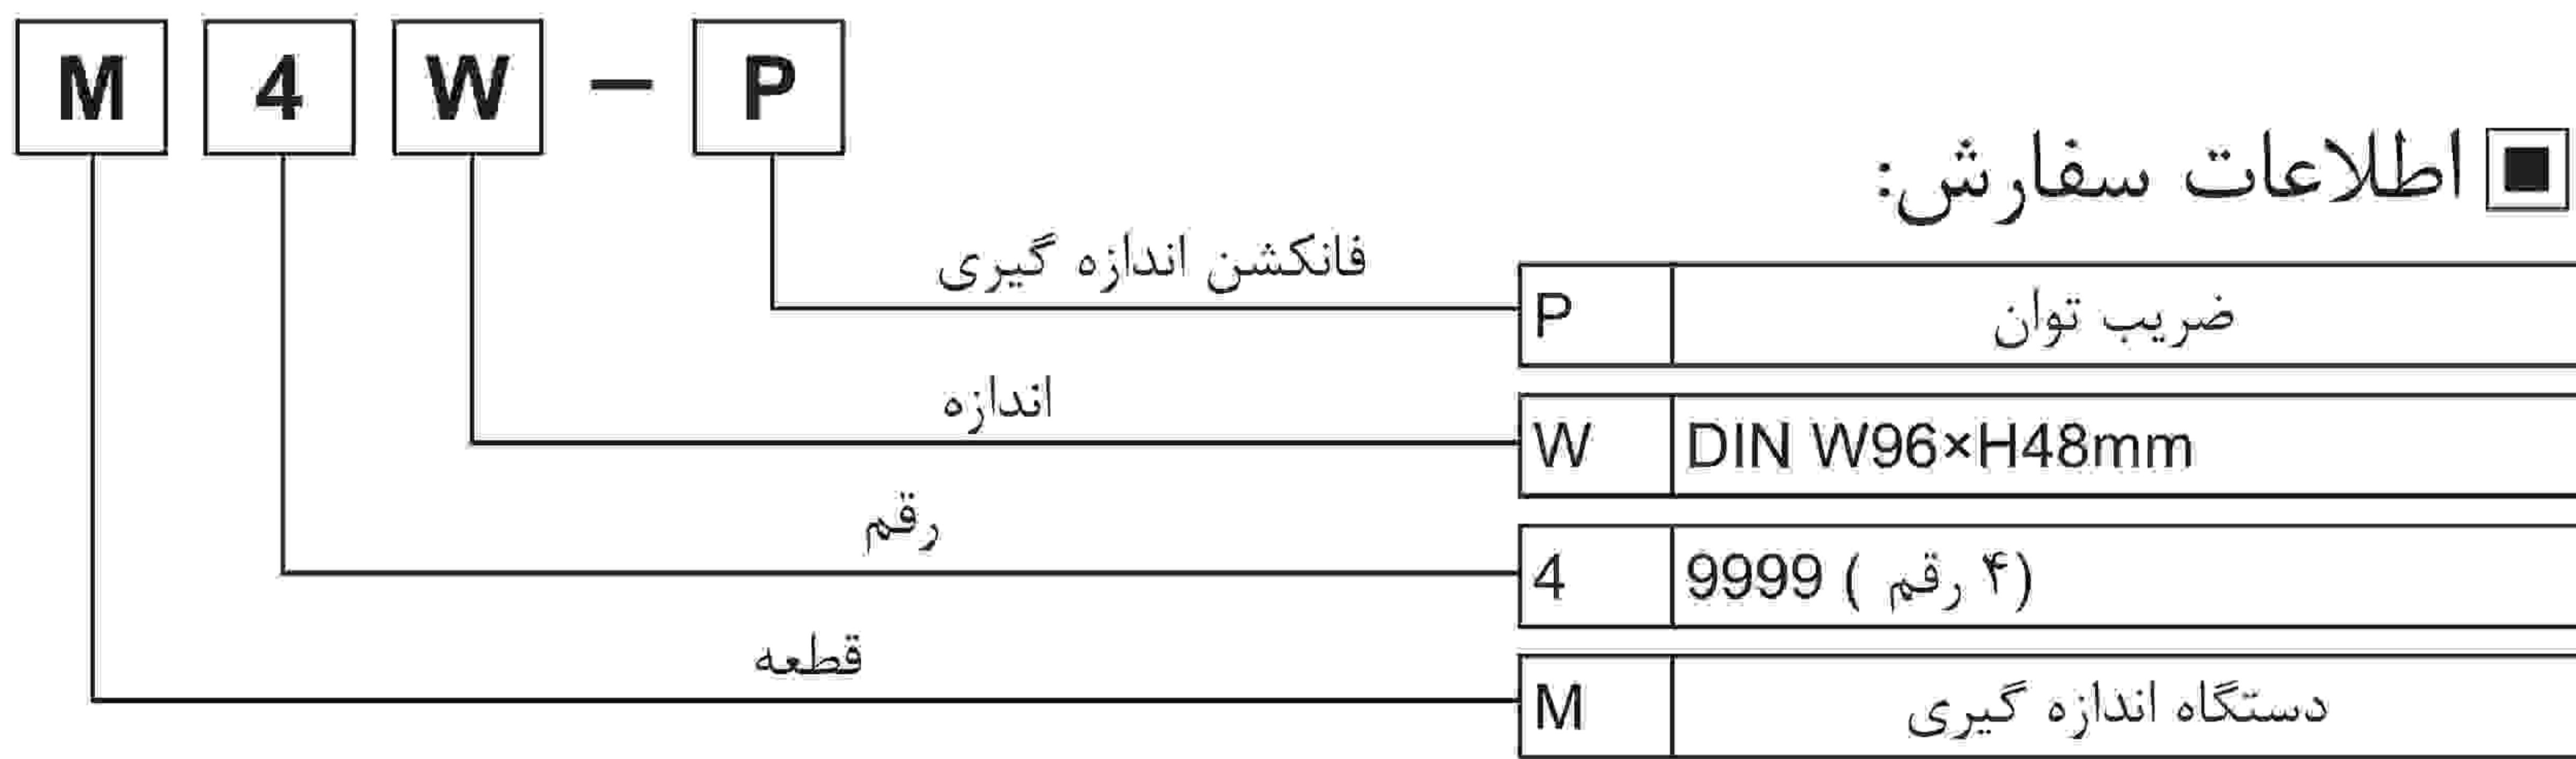 M 4 W – P
اطلاعات سفارش:
فانکشن اندازه گیری
P ضریب توان
اندازه
W DIN W96×H48mm
رقم
4 9999 (۴ رقم )
قطعه
M دستگاه اندازه گیری